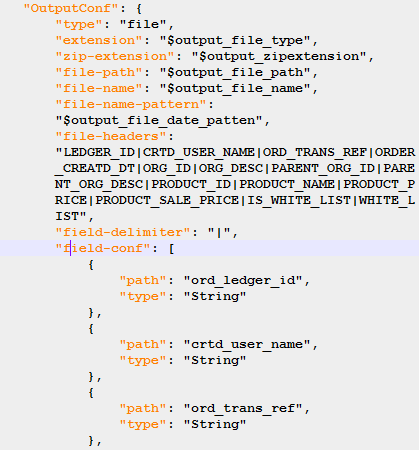 "OutputConf": {
"type": "file",
"extension": "$output_file_type",
"zip-extension": "$output_zipextension",
"file-path": "$output_file_path",
"file-name": "$output_file_name",
"file-name-pattern":
"$output_file_date_patten",
"file-headers":
"LEDGER_ID|CRTD_USER_NAME|ORD_TRANS_REF|ORDER
_CREATD_DT|ORG_ID|ORG_DESC|PARENT_ORG_ID|PARE
NT_ORG_DESC|PRODUCT_ID|PRODUCT_NAME|PRODUCT_P
RICE|PRODUCT_SALE_PRICE|IS_WHITE_LIST|WHITE_L
IST",
"field-delimiter": "|",
"field-conf": [
{
"path": "ord_ledger_id",
"type": "String"
},
{
"path": "crtd_user_name",
"type": "String"
},
{
"path": "ord_trans_ref",
"type": "String"
},